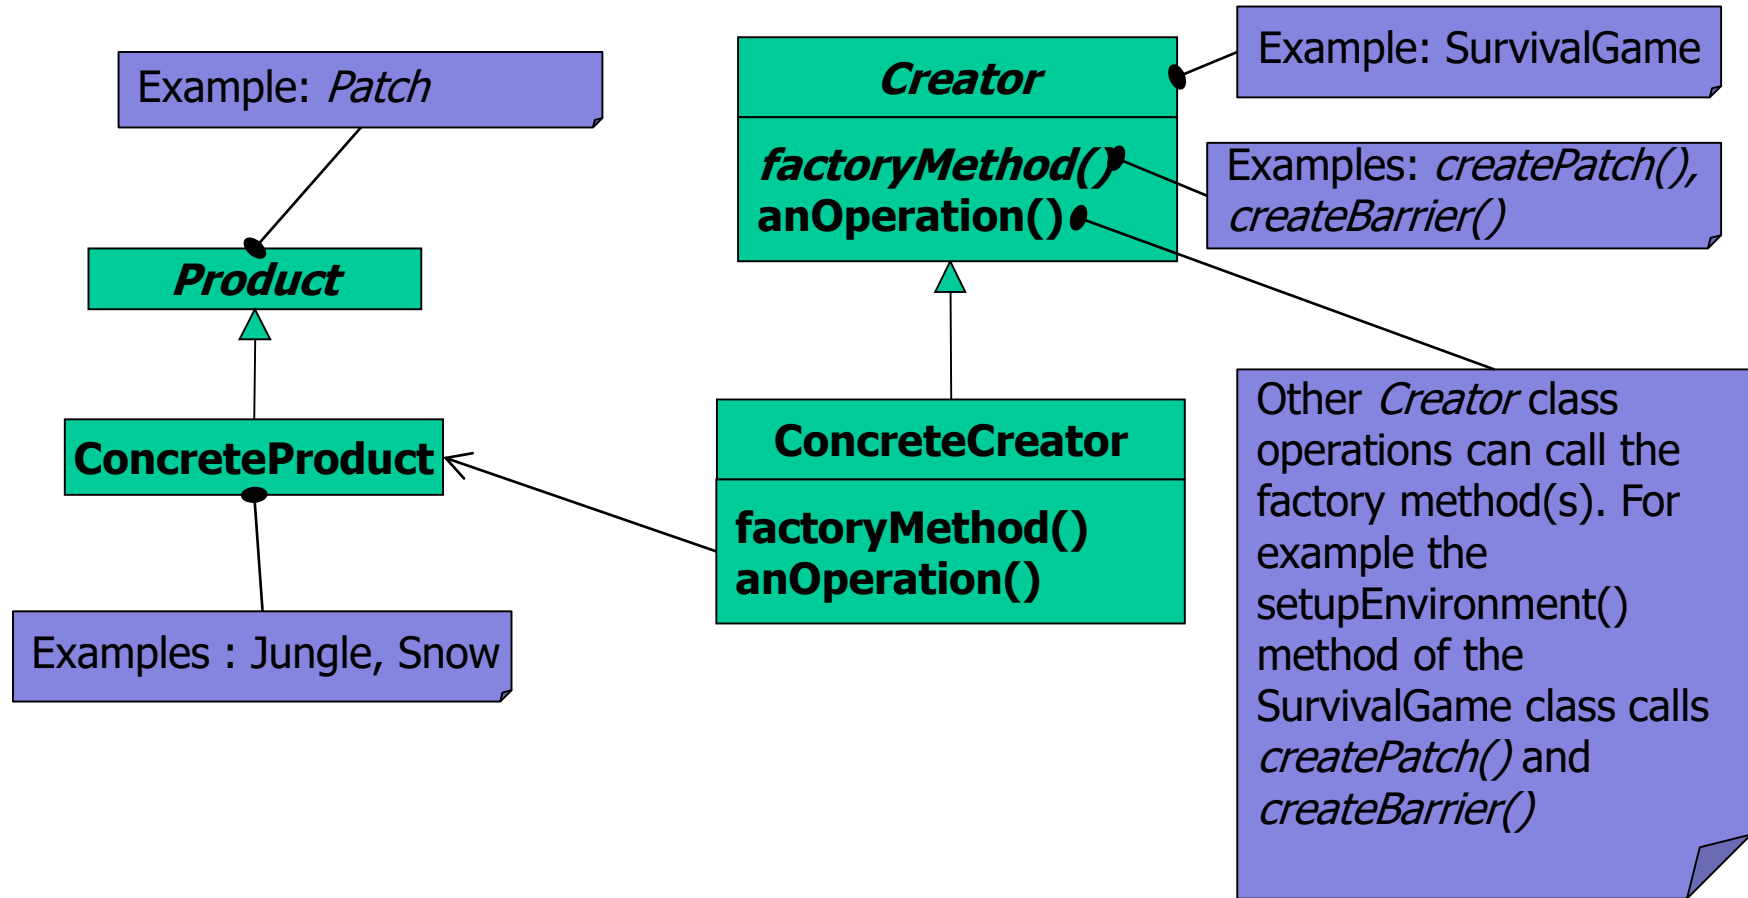 Example: Patch
Product
ConcreteProduct
Examples : Jungle, Snow
Creator
factoryMethod()
anOperation()
ConcreteCreator
factoryMethod()
anOperation()
Example: SurvivalGame
Examples: createPatch(),
createBarrier()
Other Creator class
operations can call the
factory method(s). For
example the
setupEnvironment()
method of the
SurvivalGame class calls
createPatch() and
createBarrier()